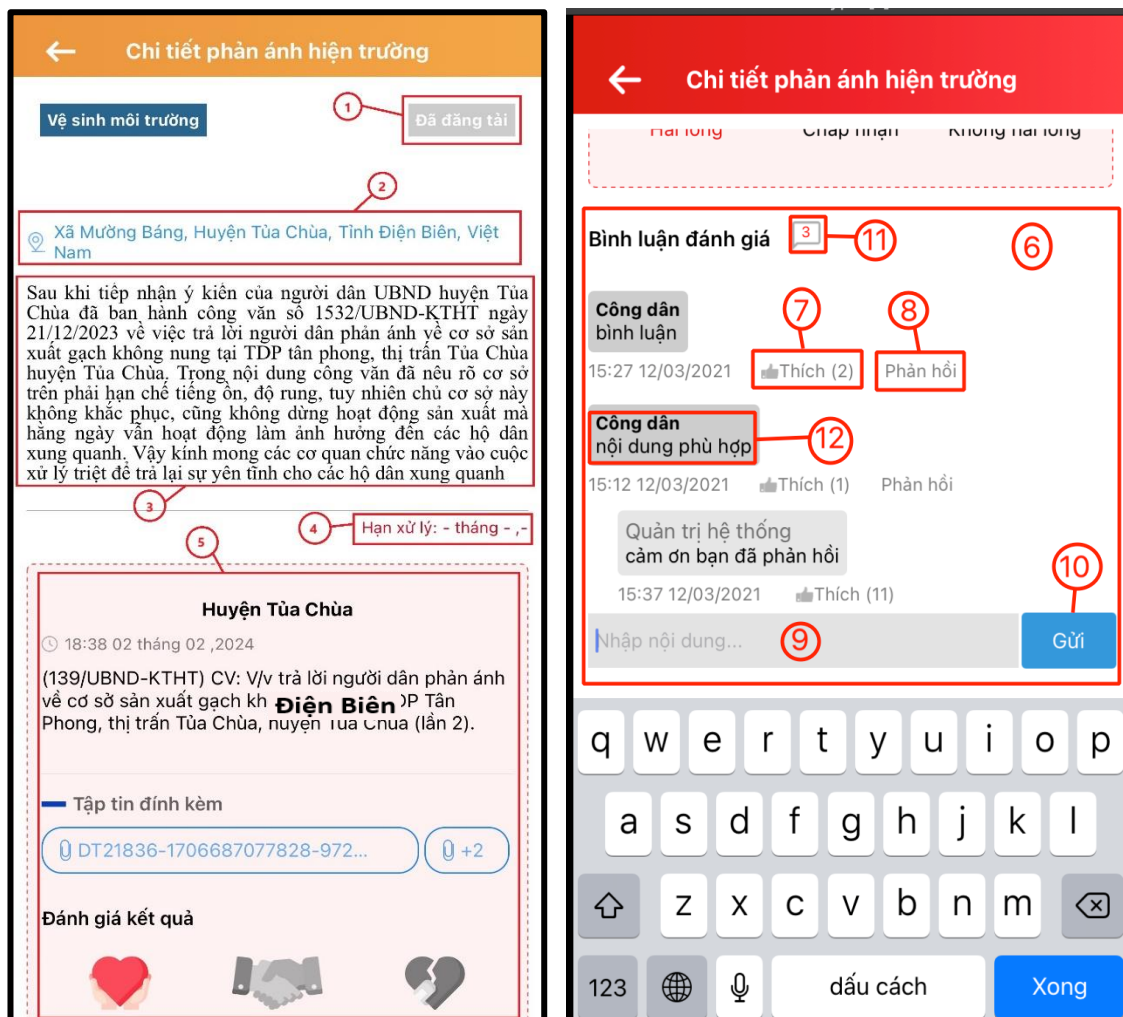 Chi tiết phản ánh hiện trường
Vệ sinh môi trường
1
Đã đăng tải
2
Xã Mường Báng, Huyện Tủa Chùa, Tỉnh Điện Biên, Việt
Nam
Sau khi tiếp nhận ý kiến của người dân UBND huyện Tủa
Chùa đã ban hành công văn số 1532/UBND-KTHT ngày
21/12/2023 về việc trả lời người dân phản ánh về cơ sở sản
xuất gạch không nung tại TDP tân phong, thị trấn Tủa Chùa
huyện Tủa Chùa. Trong nội dung công văn đã nêu rõ cơ sở
trên phải hạn chế tiếng ồn, độ rung, tuy nhiên chủ cơ sở này
không khắc phục, cũng không dừng hoạt động sản xuất mà
hằng ngày vẫn hoạt động làm ảnh hưởng đến các hộ dân
xung quanh. Vậy kính mong các cơ quan chức năng vào cuộc
xử lý triệt để trả lại sự yên tĩnh cho các hộ dân xung quanh
3
4
Hạn xử lý: - tháng - ,-
5
Huyện Tủa Chùa
18:38 02 tháng 02 ,2024
(139/UBND-KTHT) CV: V/v trả lời người dân phản ánh
về cơ sở sản xuất gạch kh Điện Biên P Tân
Phong, thị trấn Tủa Chùa, huyện Tủa Chùa (lần 2).
Tập tin đính kèm
DT21836-1706687077828-972...
+2
Đánh giá kết quả
Chi tiết phản ánh hiện trường
Hài lòng Chấp nhận Không hài lòng
Bình luận đánh giá
3
11
6
Công dân
bình luận
7
8
15:27 12/03/2021 Thích (2) Phản hồi
Công dân
nội dung phù hợp
12
15:12 12/03/2021 Thích (1) Phản hồi
Quản trị hệ thống
cảm ơn bạn đã phản hồi
10
15:37 12/03/2021 Thích (11)
Nhập nội dung...
9
Gửi
q w e r t y u i o p
a s d f g h j k l
z x c v b n m
123 dấu cách Xong